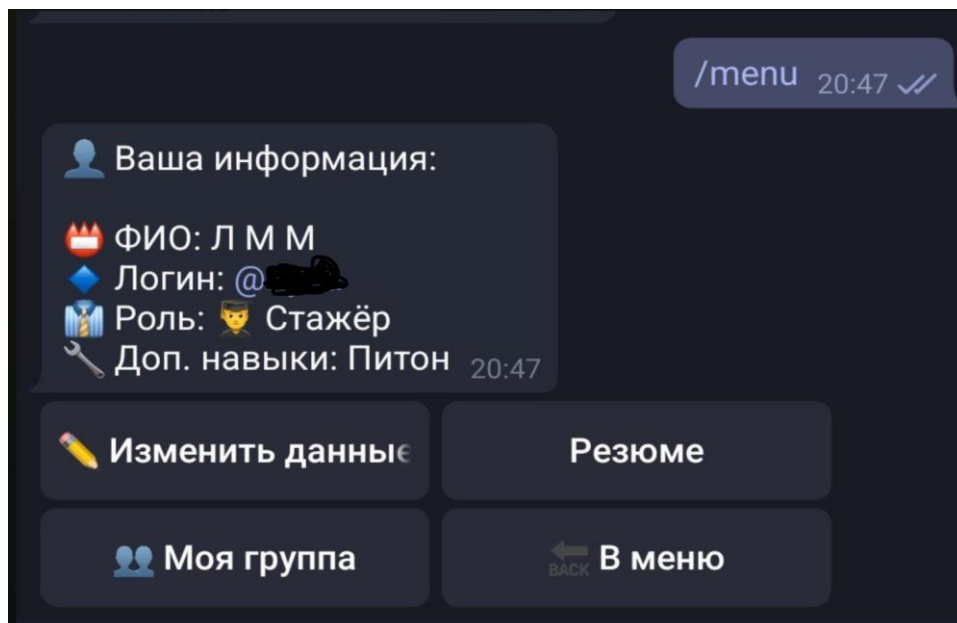 /menu 20:47
Ваша информация:
ФИО: Л М М
Логин: @
Роль: Стажёр
Доп. навыки: Питон 20:47
Изменить данные
Резюме
Моя группа
BACK В меню